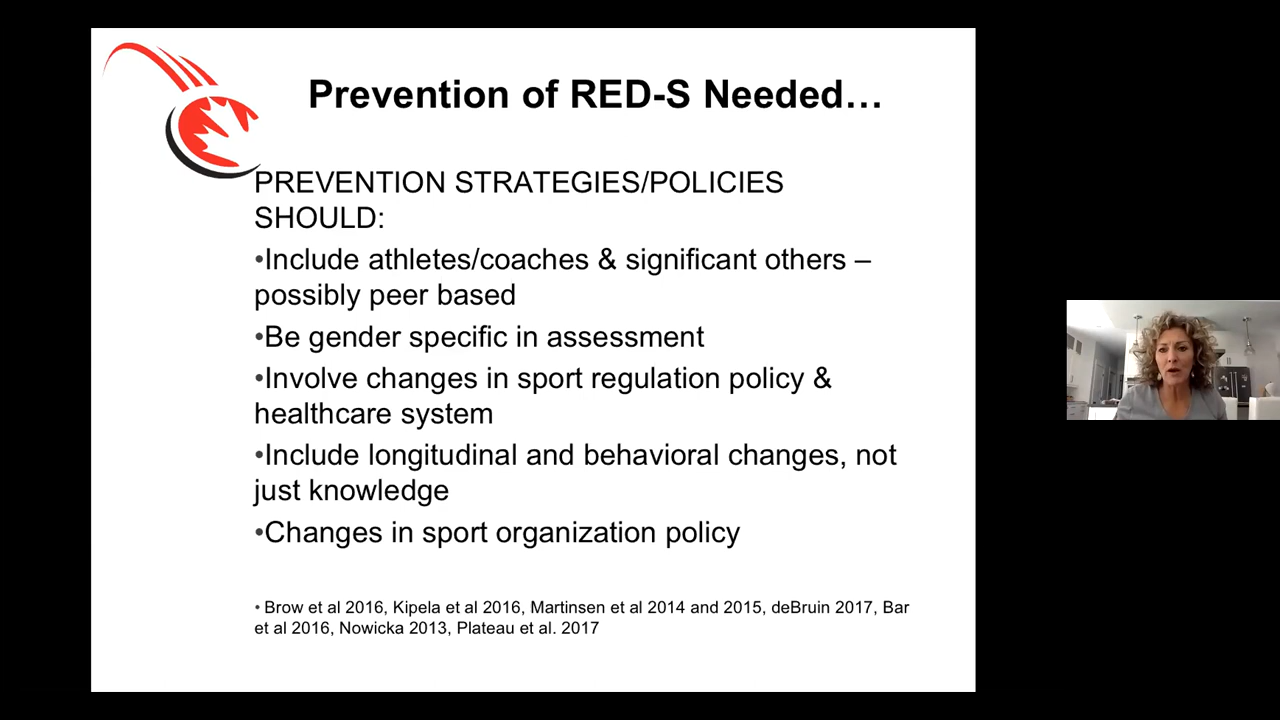 Prevention of RED-S Needed…
PREVENTION STRATEGIES/POLICIES
SHOULD:
•Include athletes/coaches & significant others –
possibly peer based
•Be gender specific in assessment
•Involve changes in sport regulation policy &
healthcare system
•Include longitudinal and behavioral changes, not
just knowledge
•Changes in sport organization policy
• Brow et al 2016, Kipela et al 2016, Martinsen et al 2014 and 2015, deBruin 2017, Bar
et al 2016, Nowicka 2013, Plateau et al. 2017